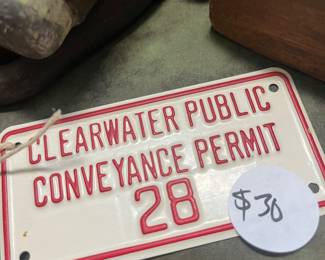 CLEARWATER PUBLIC
CONVEYANCE PERMIT
28
$30